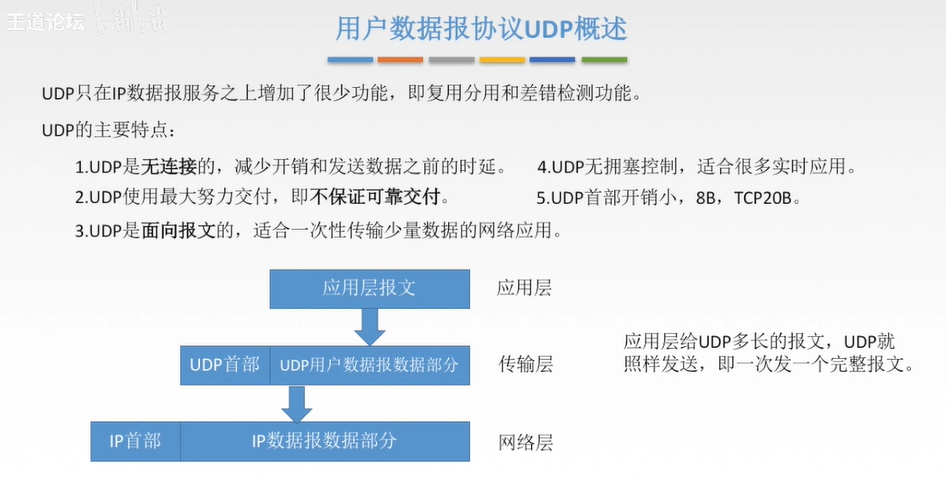 王道论坛
用户数据报协议UDP概述
UDP只在IP数据报服务之上增加了很少功能，即复用分用和差错检测功能。
UDP的主要特点：
1.UDP是无连接的，减少开销和发送数据之前的时延。
4.UDP无拥塞控制，适合很多实时应用。
2.UDP使用最大努力交付，即不保证可靠交付。
5.UDP首部开销小，8B，TCP20B。
3.UDP是面向报文的，适合一次性传输少量数据的网络应用。
应用层报文
应用层
UDP首部
UDP用户数据报数据部分
传输层
应用层给UDP多长的报文，UDP就
照样发送，即一次发一个完整报文。
IP首部
IP数据报数据部分
网络层